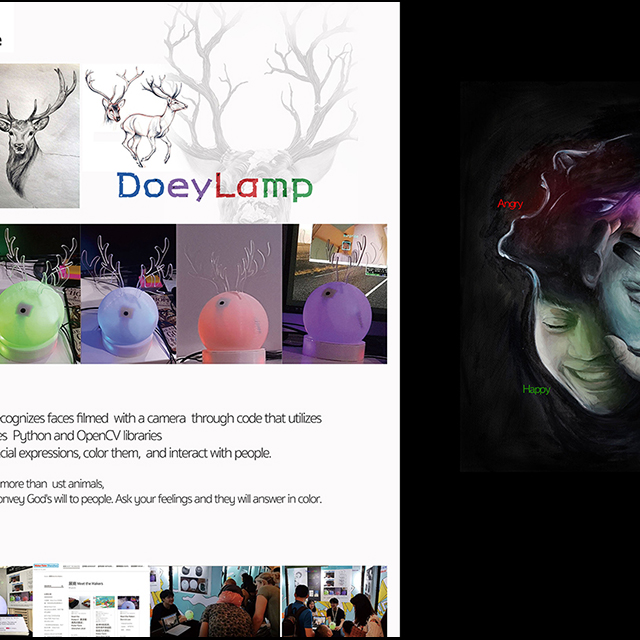 e
DoeyLamp
cognizes faces filmed with a camera through code that utilizes
es Python and OpenCV libraries
cial expressions, color them, and interact with people.
more than ust animals,
onvey God's will to people. Ask your feelings and they will answer in color.
Meet the Makers
Angry
Happy